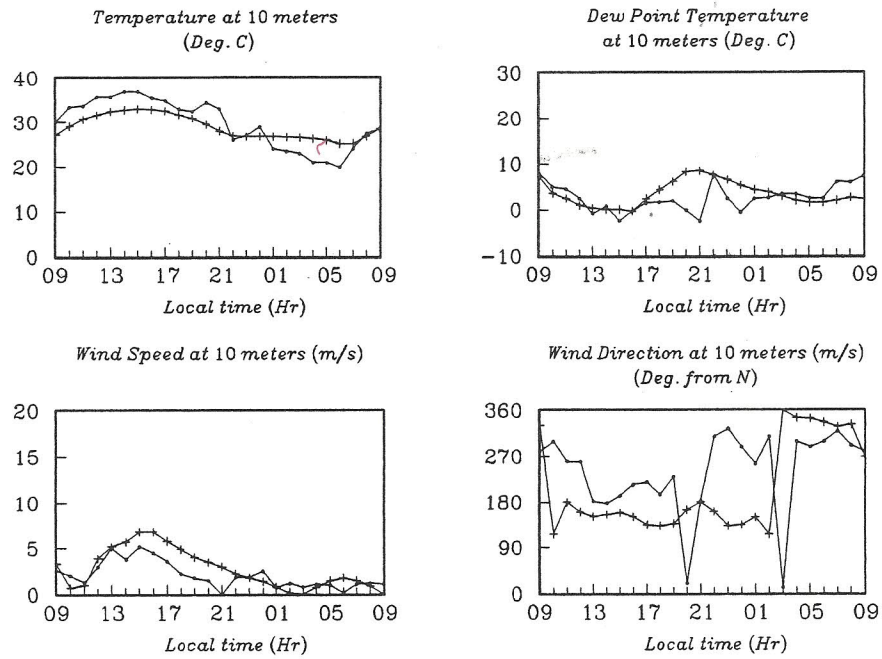 Temperature at 10 meters
(Deg. C)
40
30
20
10
0
09 13 17 21 01 05 09
Local time (Hr)
Dew Point Temperature
at 10 meters (Deg. C)
30
20
10
0
-10
09 13 17 21 01 05 09
Local time (Hr)
Wind Speed at 10 meters (m/s)
20
15
10
5
0
09 13 17 21 01 05 09
Local time (Hr)
Wind Direction at 10 meters (m/s)
(Deg. from N)
360
270
180
90
0
09 13 17 21 01 05 09
Local time (Hr)